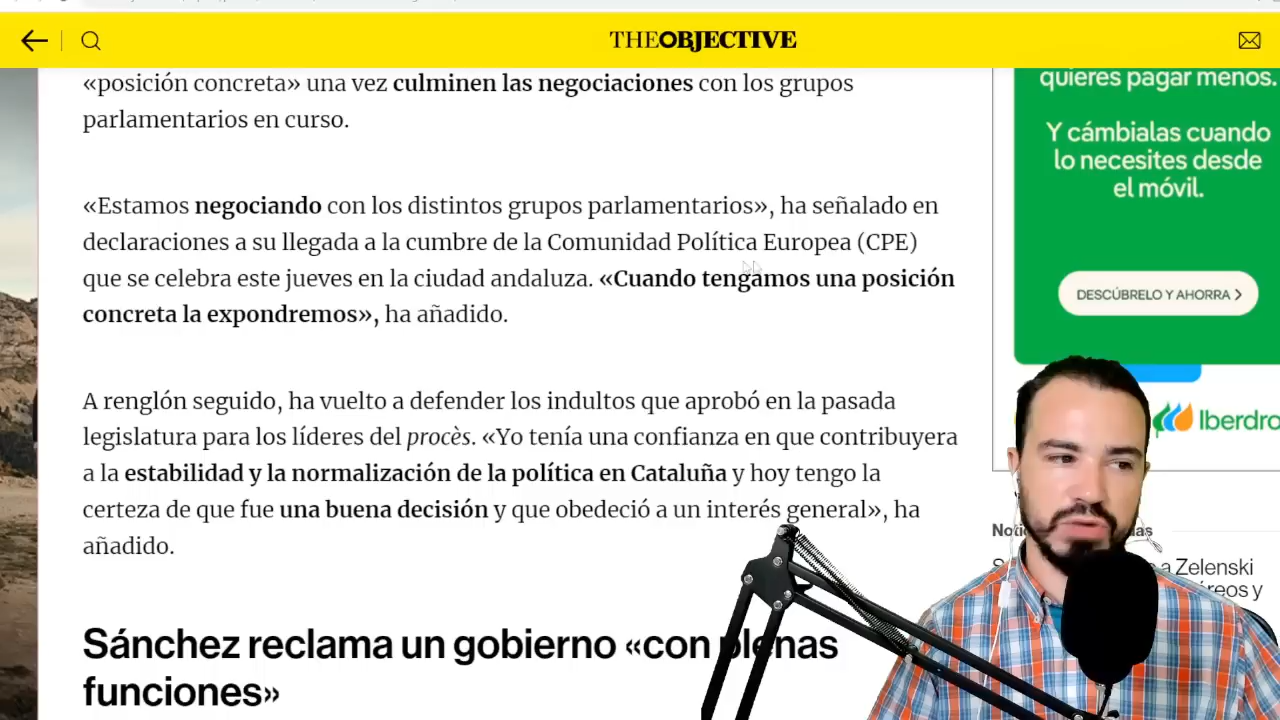 THEOBJECTIVE
«posición concreta» una vez culminen las negociaciones con los grupos
parlamentarios en curso.
«Estamos negociando con los distintos grupos parlamentarios», ha señalado en
declaraciones a su llegada a la cumbre de la Comunidad Política Europea (CPE)
que se celebra este jueves en la ciudad andaluza. «Cuando tengamos una posición
concreta la expondremos», ha añadido.
A renglón seguido, ha vuelto a defender los indultos que aprobó en la pasada
legislatura para los líderes del procès. «Yo tenía una confianza en que contribuyera
a la estabilidad y la normalización de la política en Cataluña y hoy tengo la
certeza de que fue una buena decisión y que obedeció a un interés general», ha
añadido.
Sánchez reclama un gobierno «con plenas
funciones»
quieres pagar menos.
Y cámbialas cuando
lo necesites desde
el móvil.
DESCÚBRELO Y AHORRA
a Zelenski
y